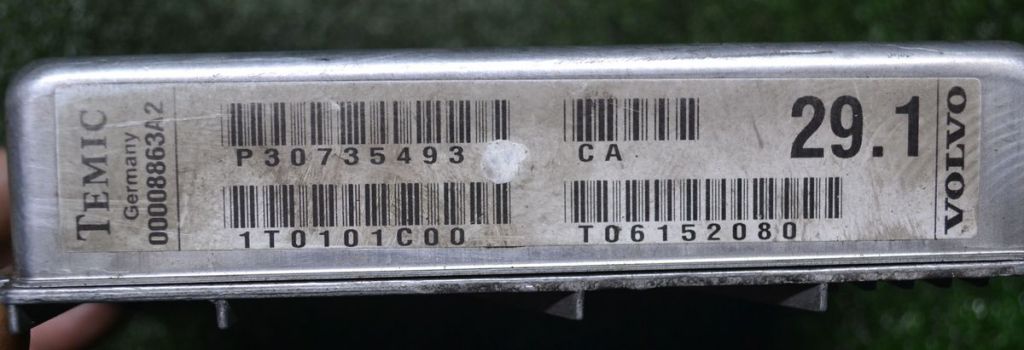 TEMIC
Germany
00008863A2
P30735493
CA
29.1
1T0101C00
T06152080
VOLVO